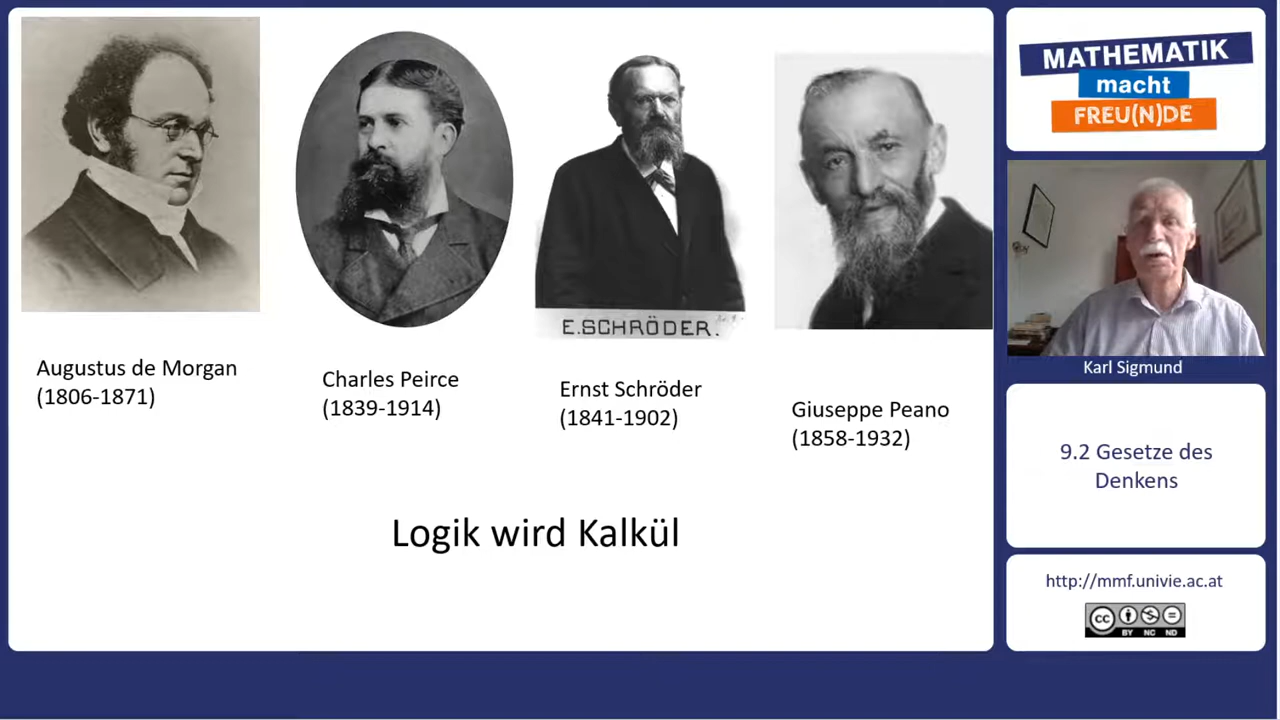 E.SCHRÖDER.
Augustus de Morgan
(1806-1871)
Charles Peirce
(1839-1914)
Ernst Schröder
(1841-1902)
Giuseppe Peano
(1858-1932)
Logik wird Kalkül
MATHEMATIK
macht
FREU(N)DE
Karl Sigmund
9.2 Gesetze des
Denkens
http://mmf.univie.ac.at
CC
BY NC ND